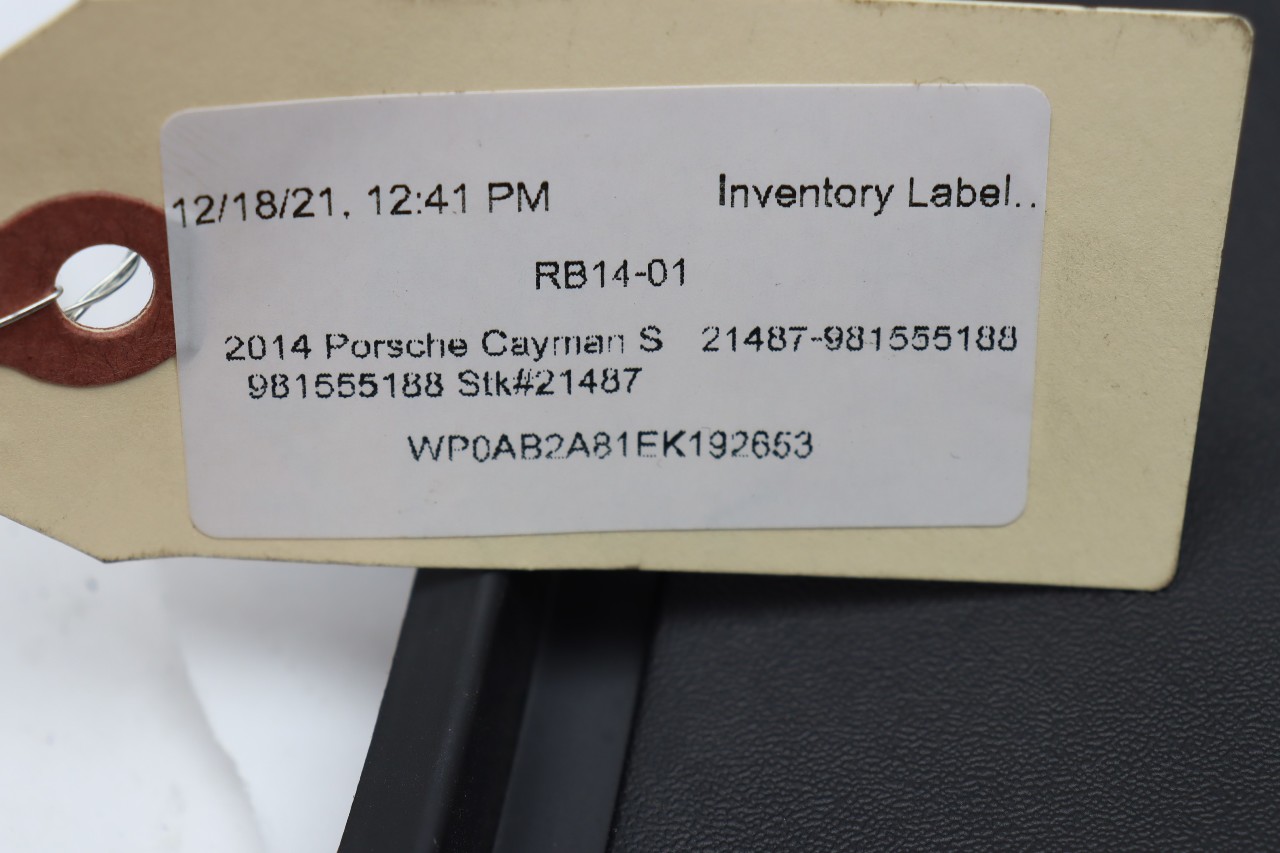 12/18/21, 12:41 PM Inventory Label..
RB14-01
2014 Porsche Cayman S 21487-981555188
981555188 Stk#21487
WP0AB2A81EK192653